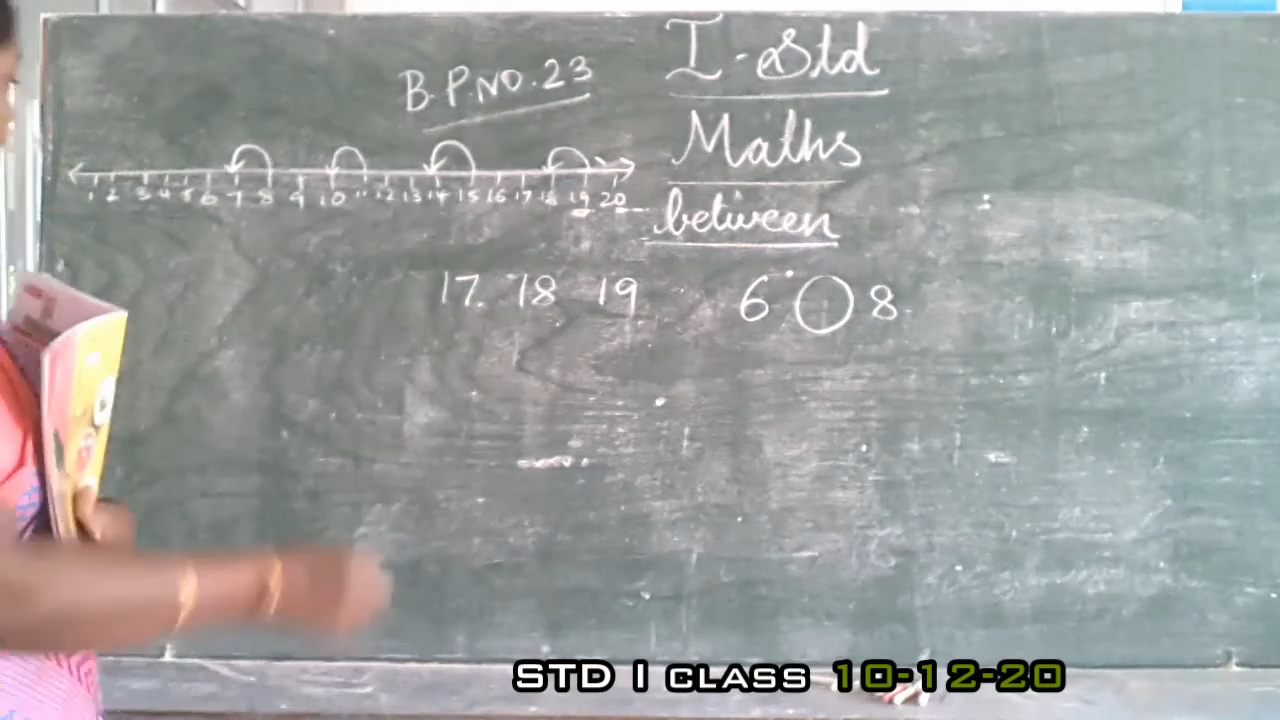 I - Std
B.P.NO.23
Maths
1 2 3 4 5 6 7 8 9 10 11 12 13 14 15 16 17 18 19 20
between
17. 18 19
6 8
STD I CLASS 10-12-20